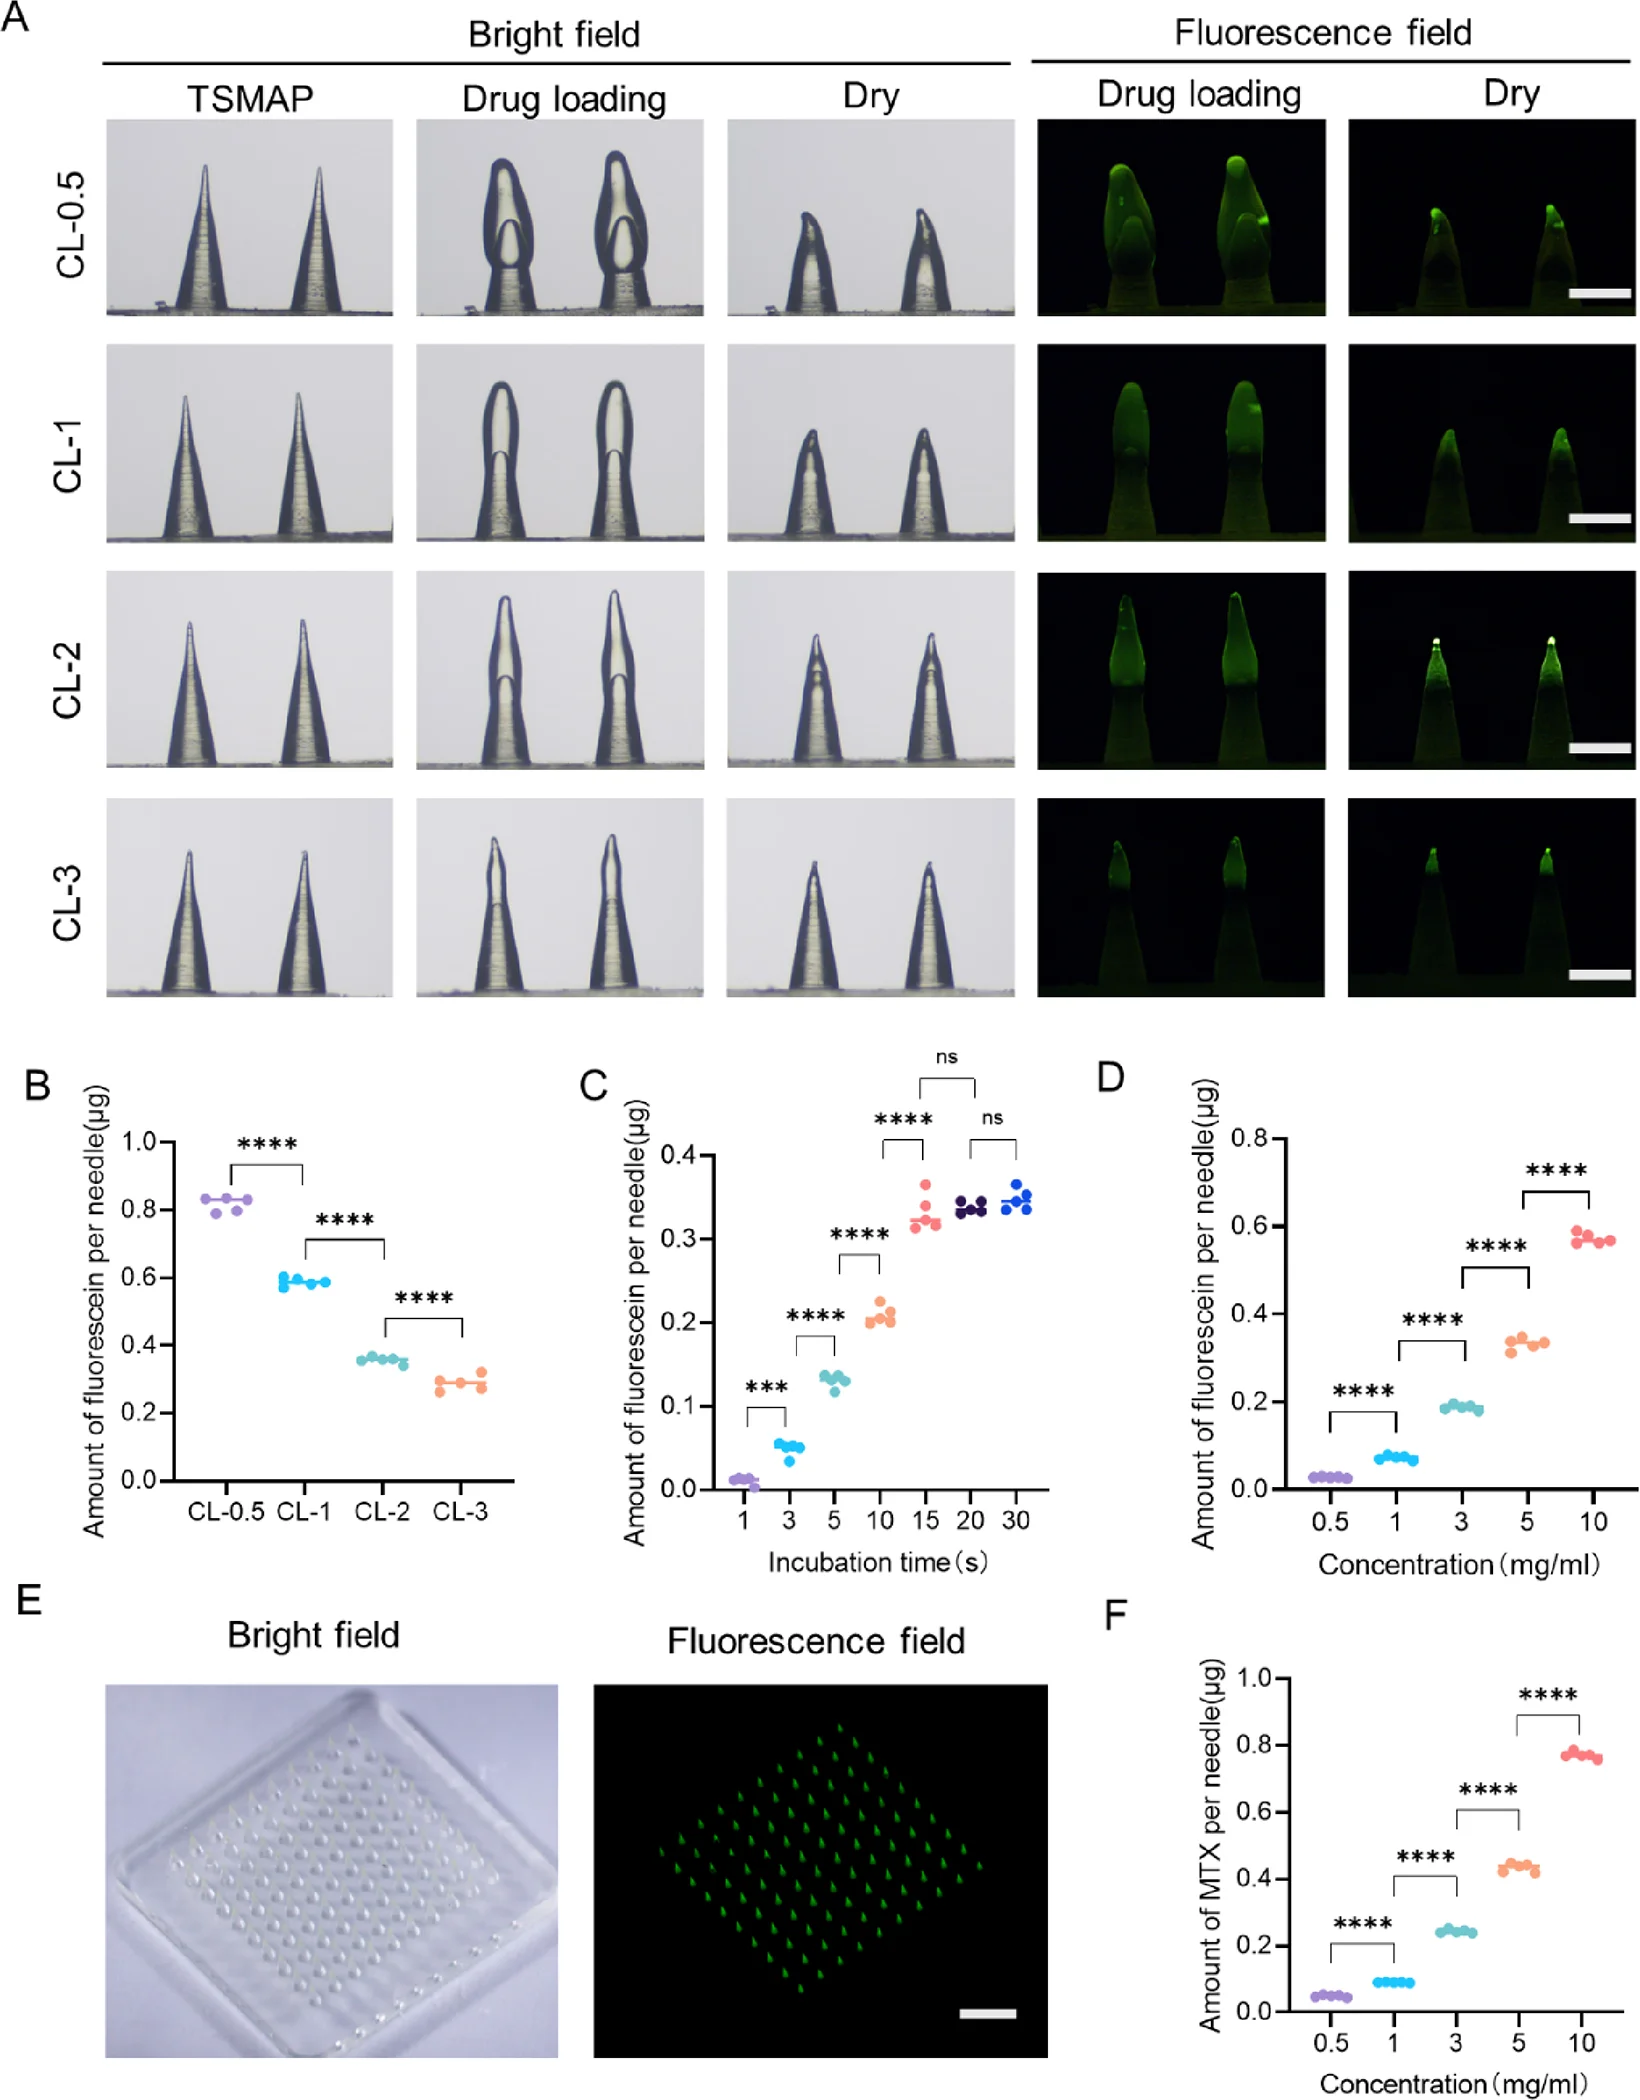 A
Bright field
Fluorescence field
TSMAP
Drug loading
Dry
Drug loading
Dry
CL-0.5
CL-1
CL-2
CL-3
B
Amount of fluorescein per needle(μg)
1.0
0.8
0.6
0.4
0.2
0.0
****
****
****
CL-0.5 CL-1 CL-2 CL-3
C
Amount of fluorescein per needle(μg)
0.4
0.3
0.2
0.1
0.0
***
****
****
****
ns
ns
1 3 5 10 15 20 30
Incubation time(s)
D
Amount of fluorescein per needle(μg)
0.8
0.6
0.4
0.2
0.0
****
****
****
****
0.5 1 3 5 10
Concentration(mg/ml)
E
Bright field
Fluorescence field
F
Amount of MTX per needle(μg)
1.0
0.8
0.6
0.4
0.2
0.0
****
****
****
****
0.5 1 3 5 10
Concentration(mg/ml)